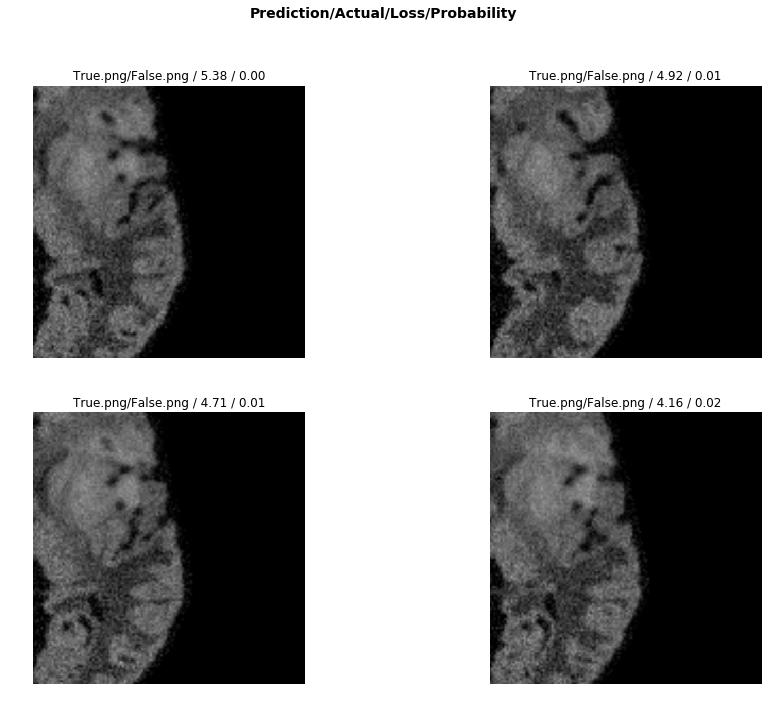 Prediction/Actual/Loss/Probability
True.png/False.png / 5.38 / 0.00
True.png/False.png / 4.92 / 0.01
True.png/False.png / 4.71 / 0.01
True.png/False.png / 4.16 / 0.02